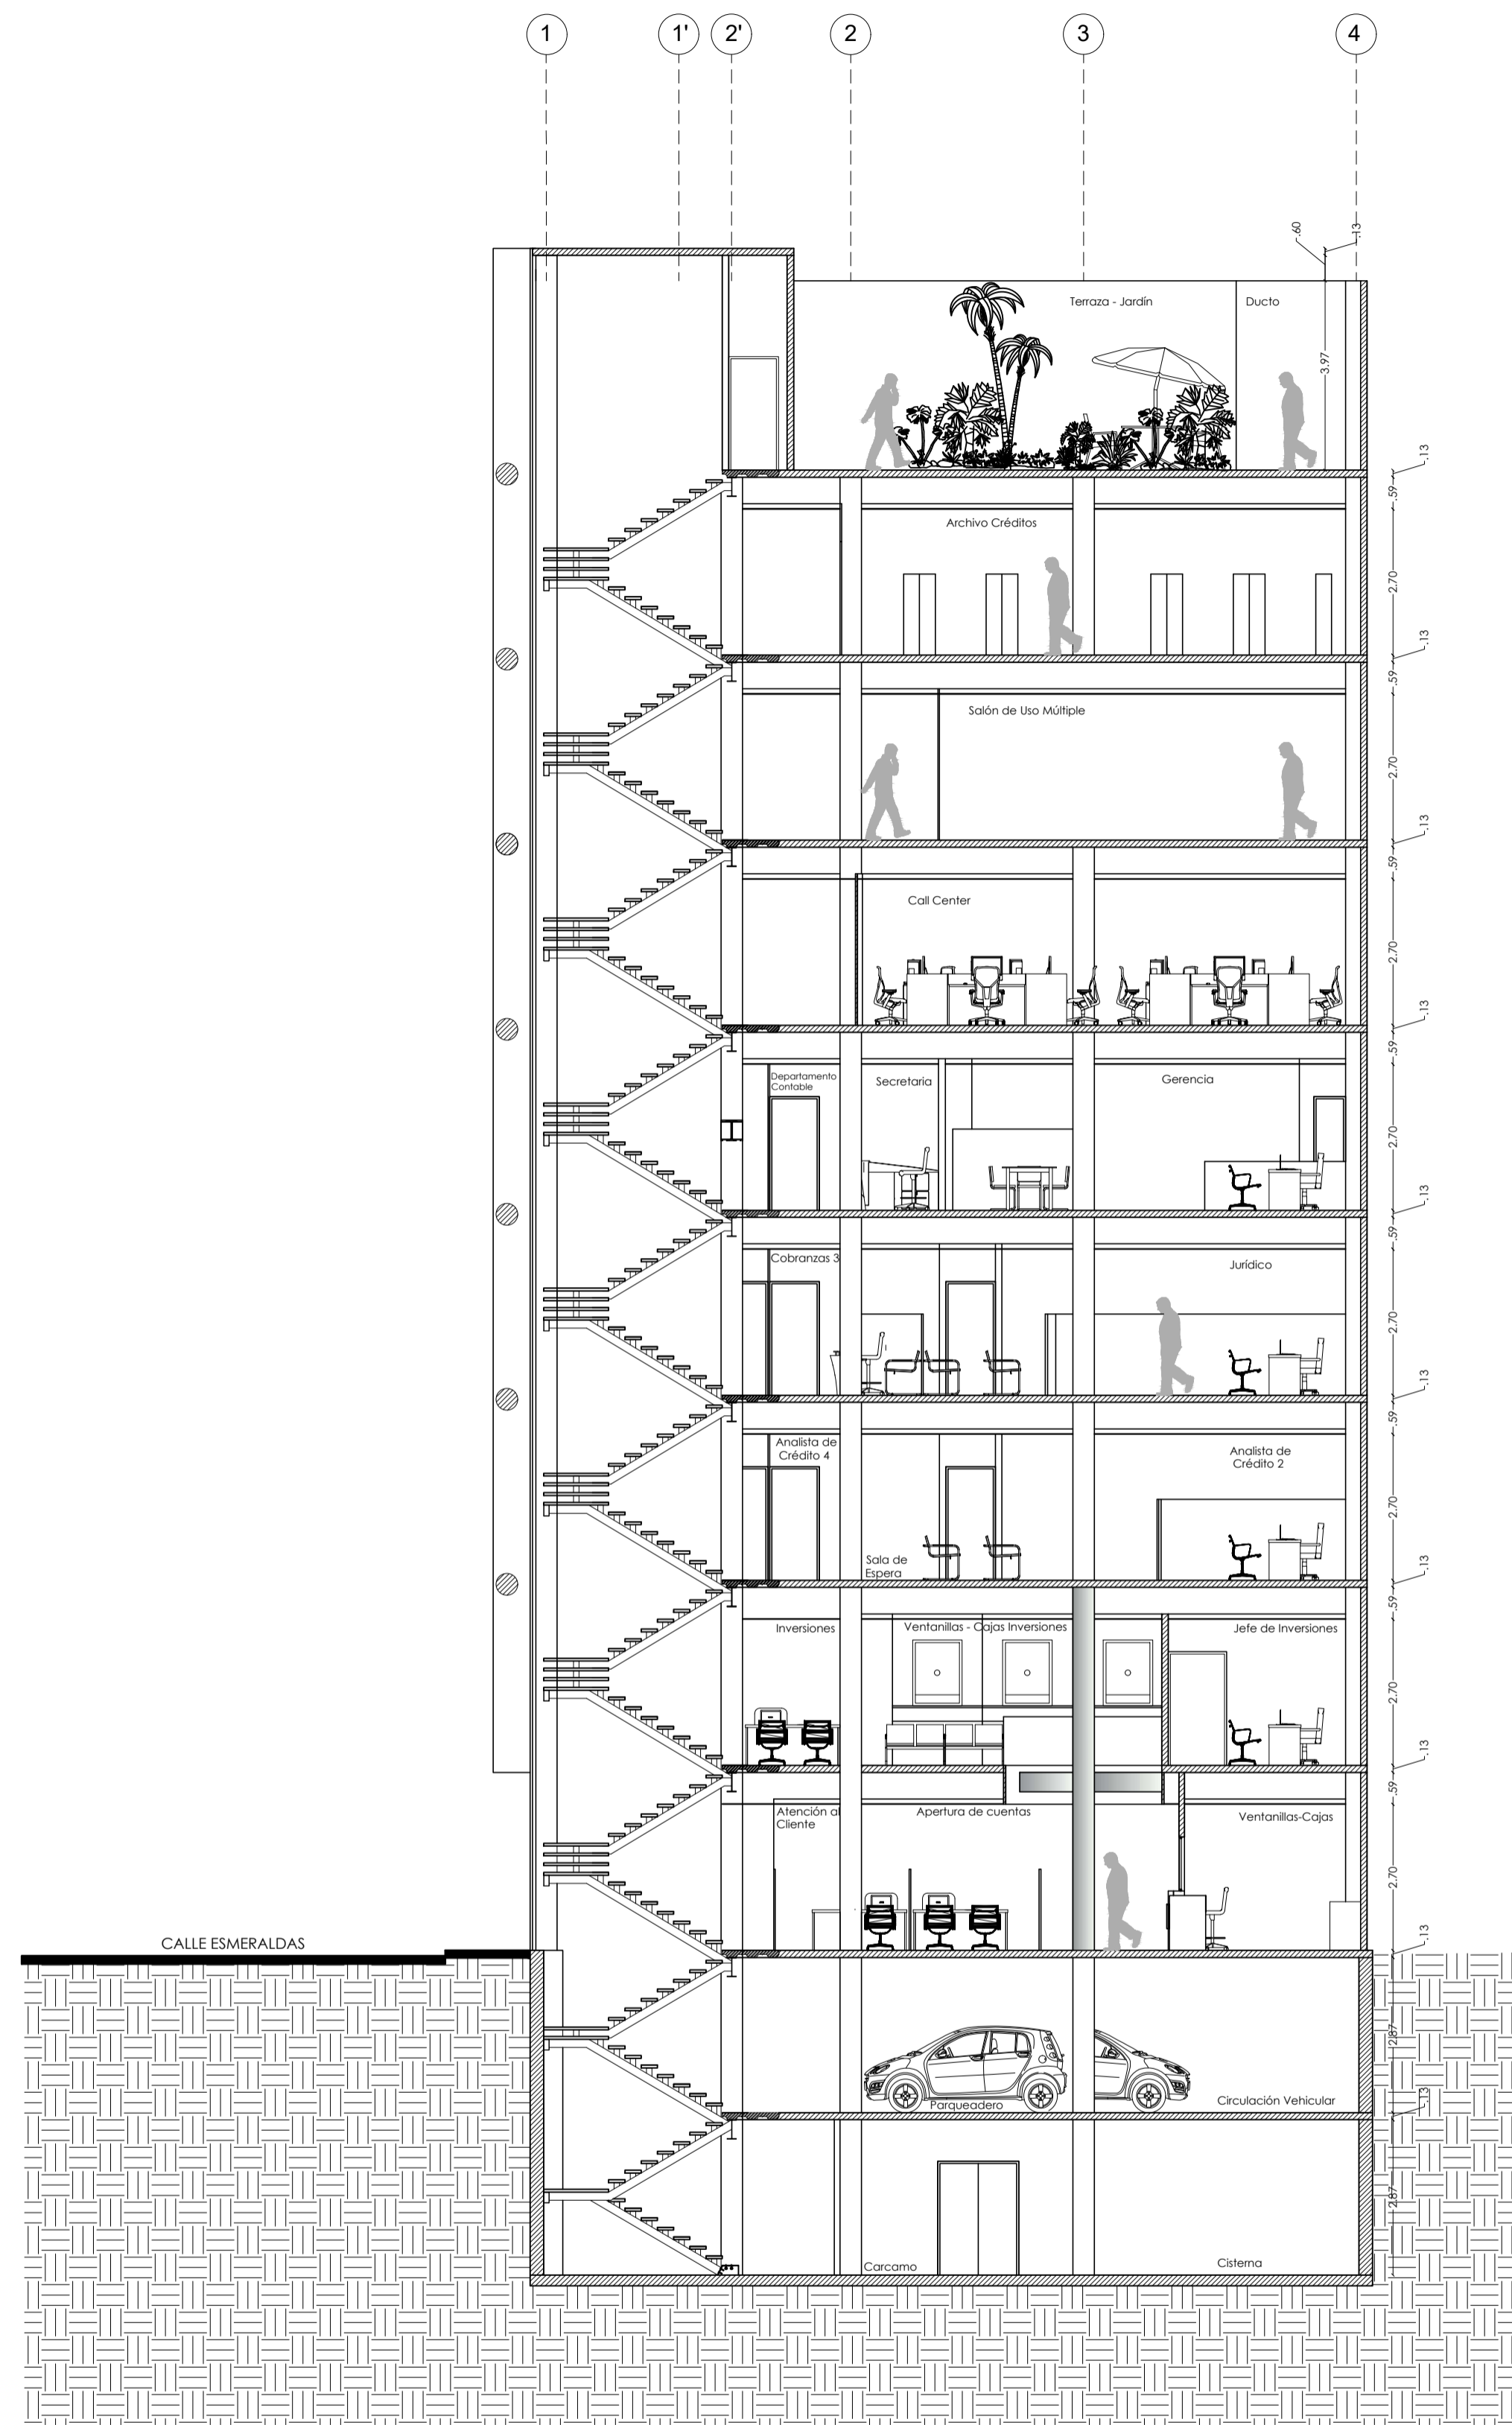 1 1' 2' 2 3 4
.60
.13
Terraza - Jardín
Ducto
3.97
.13
.59
Archivo Créditos
2.70
.13
.59
Salón de Uso Múltiple
2.70
.13
.59
Call Center
2.70
.13
.59
Departamento
Contable
Secretaria
Gerencia
2.70
.13
.59
Cobranzas 3
Jurídico
2.70
.13
.59
Analista de
Crédito 4
Analista de
Crédito 2
2.70
Sala de
Espera
.13
.59
Inversiones
Ventanillas - Cajas Inversiones
Jefe de Inversiones
2.70
.13
.59
Atención al
Cliente
Apertura de cuentas
Ventanillas-Cajas
2.70
.13
CALLE ESMERALDAS
2.87
Parqueadero
Circulación Vehicular
.13
2.87
Carcamo
Cisterna